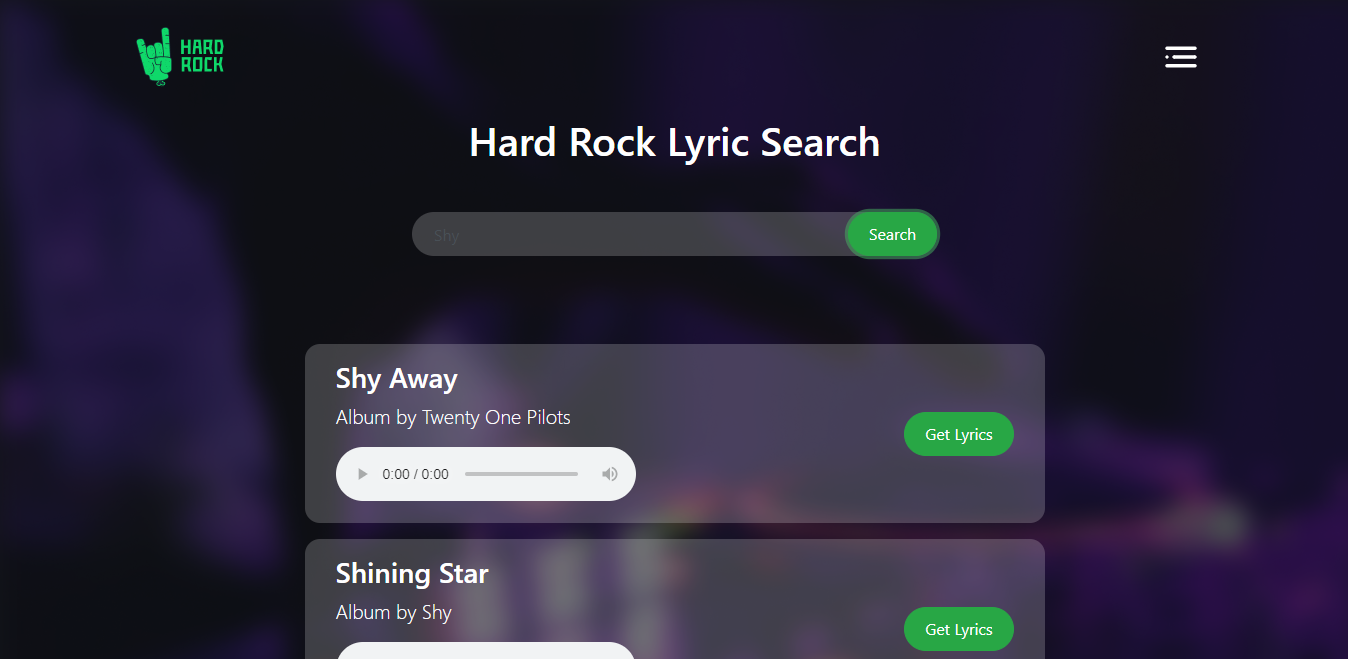 HARD
ROCK
Hard Rock Lyric Search
Shy
Search
Shy Away
Album by Twenty One Pilots
0:00 / 0:00
Get Lyrics
Shining Star
Album by Shy
Get Lyrics